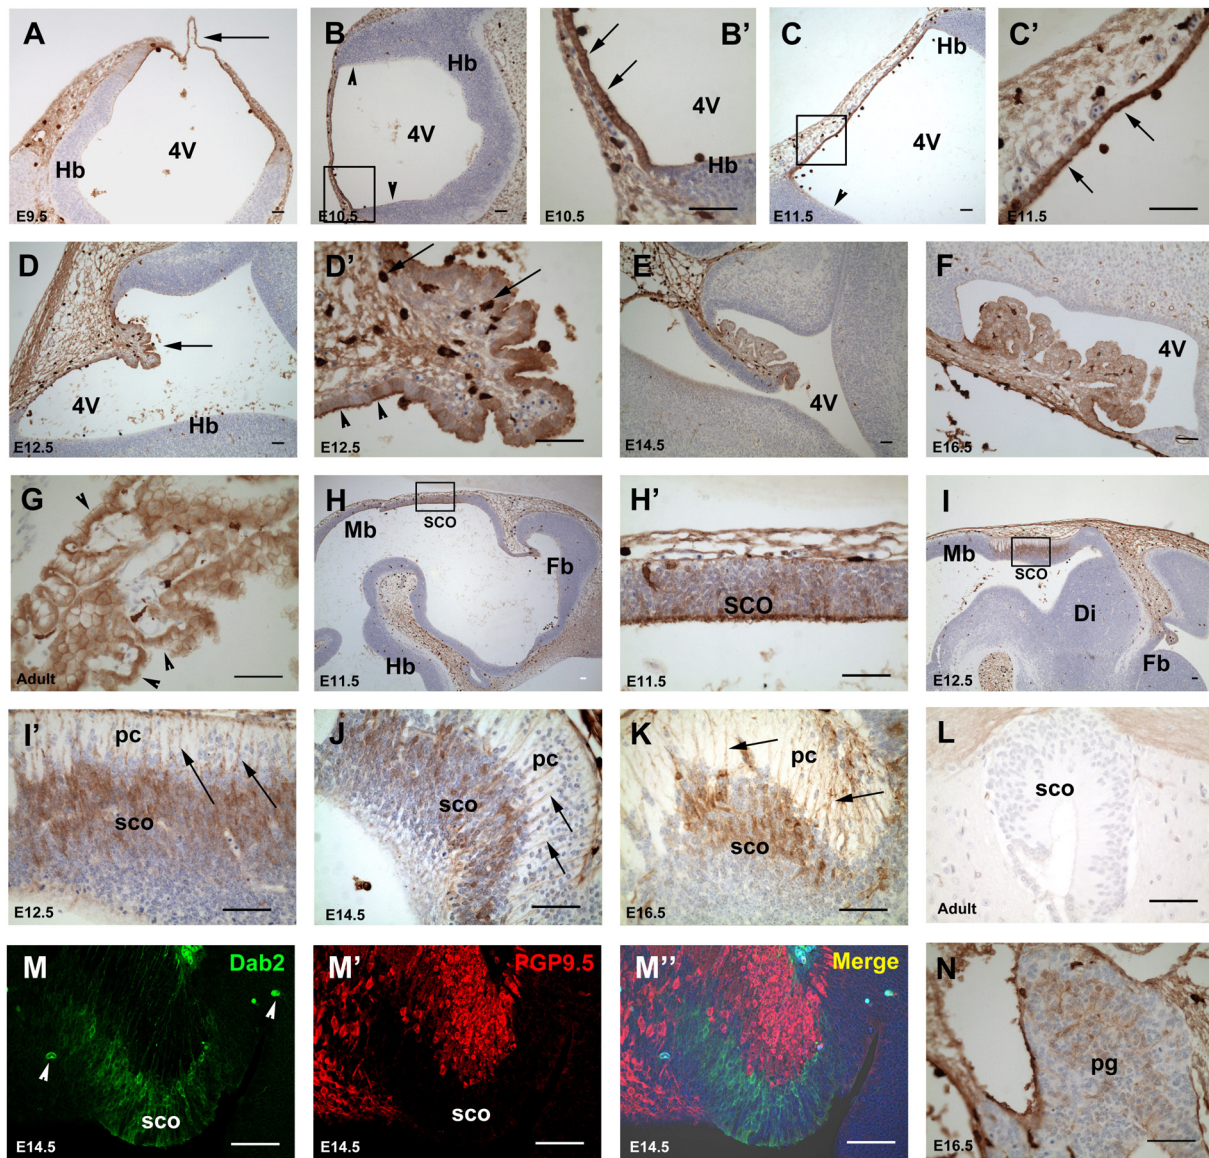 A
Hb
4V
E9.5
B
Hb
4V
E10.5
B'
4V
Hb
E10.5
C
Hb
4V
E11.5
C'
E11.5
D
4V
Hb
E12.5
D'
E12.5
E
4V
E14.5
F
4V
E16.5
G
Adult
H
Mb
SCO
Fb
Hb
E11.5
H'
SCO
E11.5
I
Mb
SCO
Di
Fb
E12.5
I'
pc
sco
E12.5
J
pc
sco
E14.5
K
pc
sco
E16.5
L
sco
Adult
M
Dab2
sco
E14.5
M'
PGP9.5
sco
E14.5
M''
Merge
E14.5
N
pg
E16.5